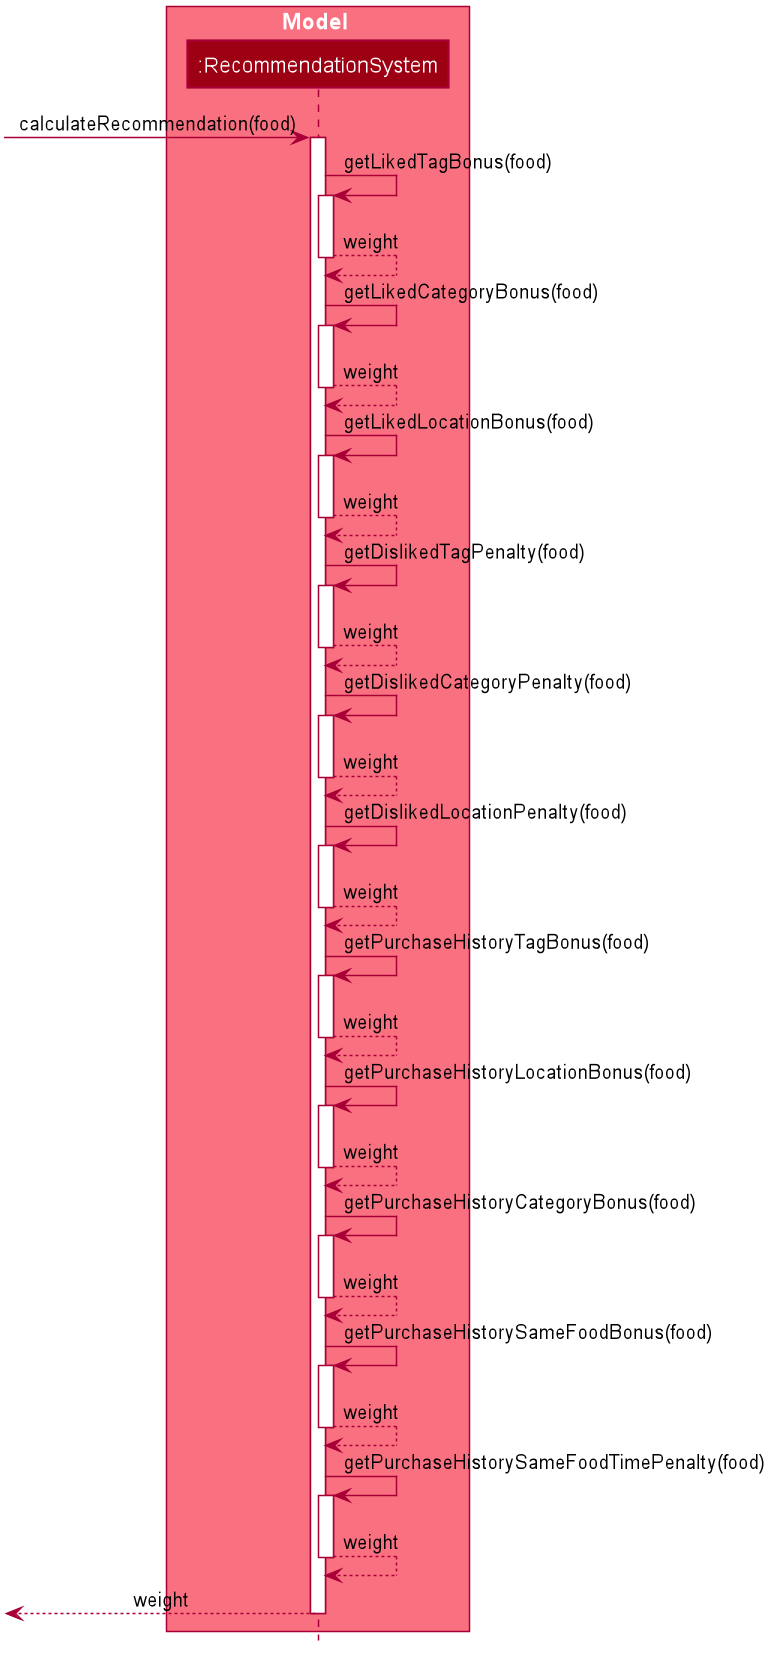 Model
:RecommendationSystem
calculateRecommendation(food)
getLikedTagBonus(food)
weight
getLikedCategoryBonus(food)
weight
getLikedLocationBonus(food)
weight
getDislikedTagPenalty(food)
weight
getDislikedCategoryPenalty(food)
weight
getDislikedLocationPenalty(food)
weight
getPurchaseHistoryTagBonus(food)
weight
getPurchaseHistoryLocationBonus(food)
weight
getPurchaseHistoryCategoryBonus(food)
weight
getPurchaseHistorySameFoodBonus(food)
weight
getPurchaseHistorySameFoodTimePenalty(food)
weight
weight